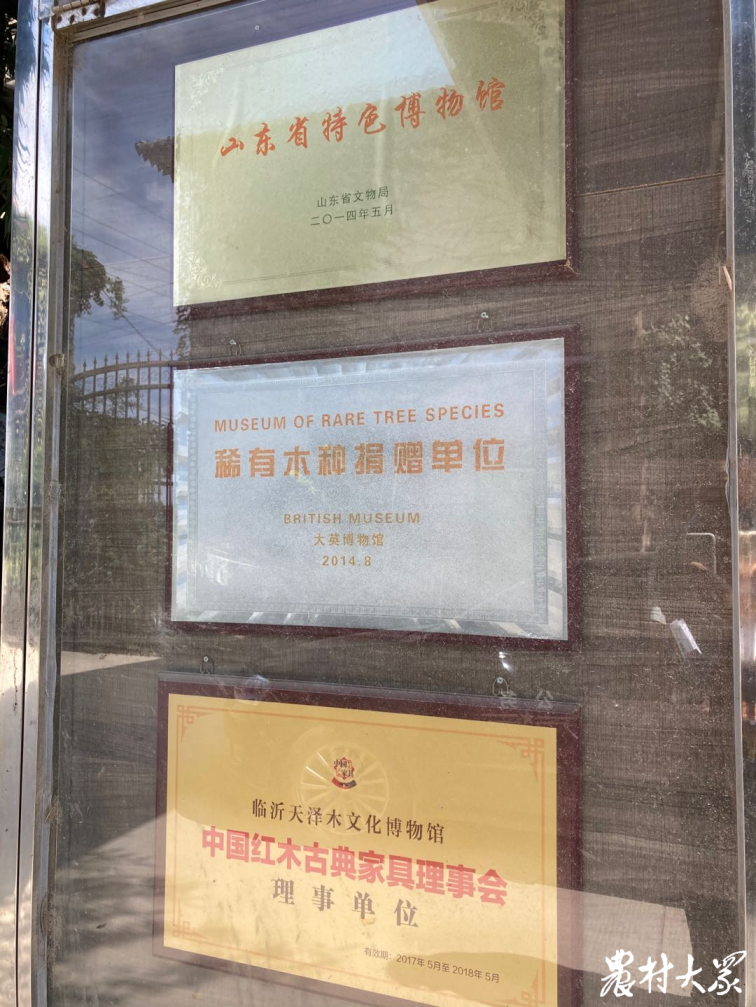 山东省特色博物馆
山东省文物局
二〇一四年五月
MUSEUM OF RARE TREE SPECIES
稀有木种捐赠单位
BRITISH MUSEUM
大英博物馆
2014.8
临沂天泽木文化博物馆
中国红木古典家具理事会
理事单位
有效期: 2017年5月至2018年5月
農村大眾